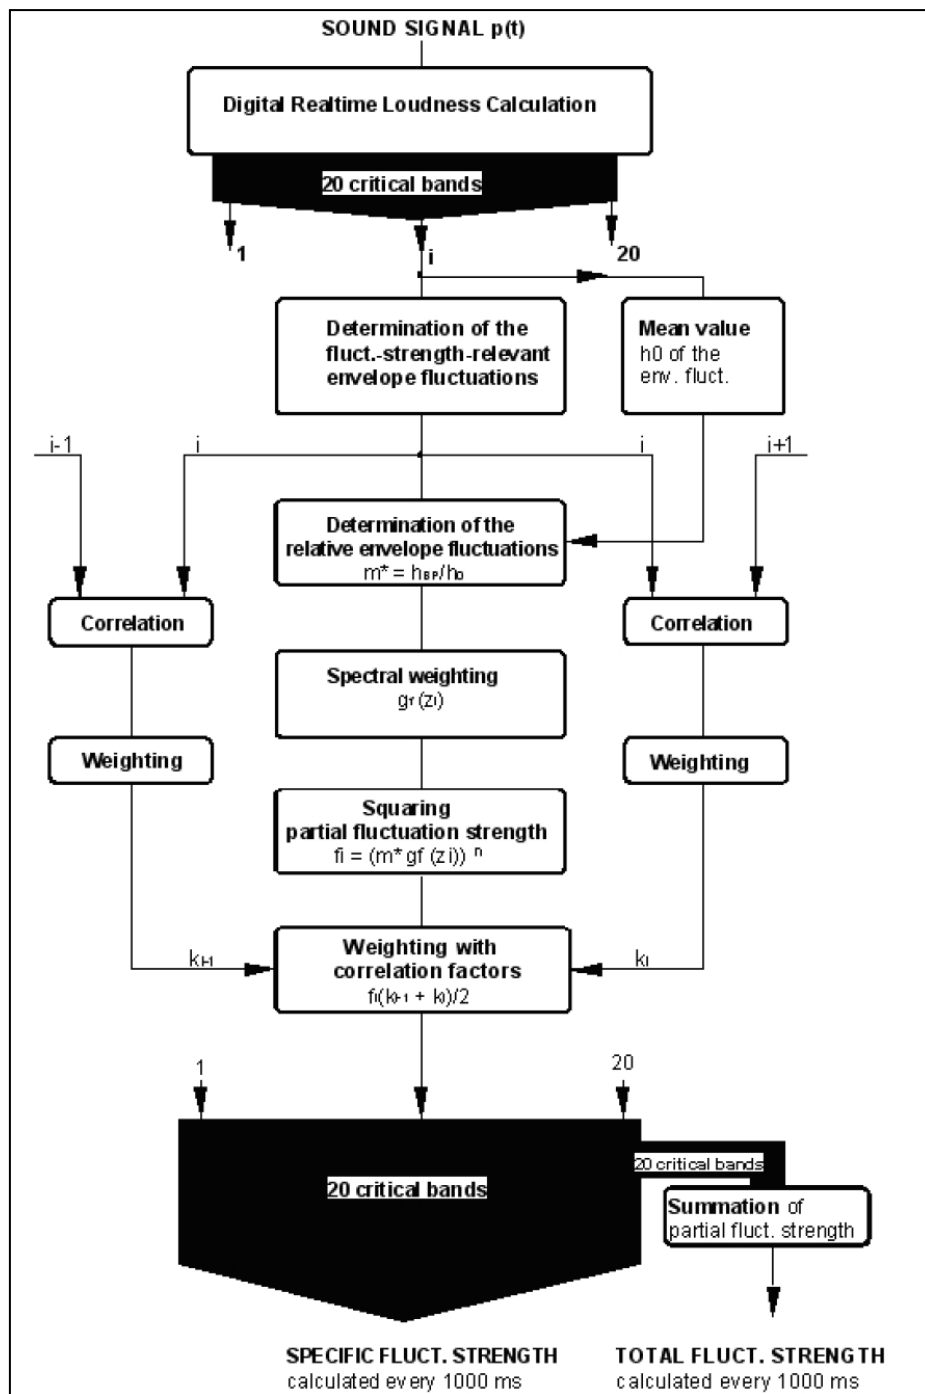 SOUND SIGNAL p(t)
Digital Realtime Loudness Calculation
20 critical bands
1
i
20
Determination of the
fluct.-strength-relevant
envelope fluctuations
Mean value
h0 of the
env. fluct.
i-1
i
i
i+1
Determination of the
relative envelope fluctuations
m* = hBP/h0
Correlation
Correlation
Spectral weighting
gf (zi)
Weighting
Weighting
Squaring
partial fluctuation strength
fi = (m* gf (zi)) n
Weighting with
correlation factors
fi(ki-1 + ki)/2
ki-1
ki
1
20
20 critical bands
20 critical bands
Summation of
partial fluct. strength
SPECIFIC FLUCT. STRENGTH
calculated every 1000 ms
TOTAL FLUCT. STRENGTH
calculated every 1000 ms